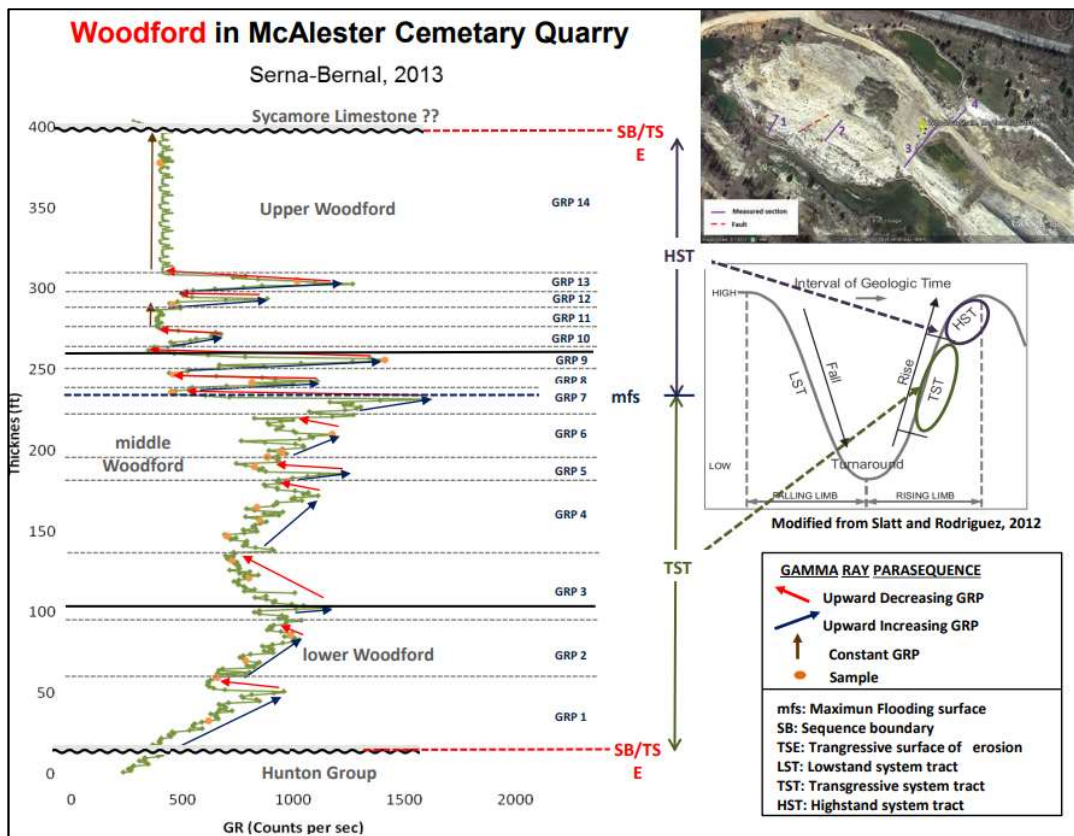 Woodford in McAlester Cemetary Quarry
Serna-Bernal, 2013
Sycamore Limestone ??
400
SB/TS
E
350
Upper Woodford
GRP 14
HST
300
GRP 13
GRP 12
GRP 11
GRP 10
GRP 9
250
GRP 8
GRP 7
mfs
Thicknes (ft)
middle
Woodford
200
GRP 6
GRP 5
150
GRP 4
TST
100
GRP 3
lower Woodford
GRP 2
50
GRP 1
0
SB/TS
E
Hunton Group
0 500 1000 1500 2000
GR (Counts per sec)
1
2
3
4
Measured section
Fault
Interval of Geologic Time
HIGH
HST
LST
Fall
Rise
TST
LOW
Turnaround
FALLING LIMB
RISING LIMB
Modified from Slatt and Rodriguez, 2012
GAMMA RAY PARASEQUENCE
Upward Decreasing GRP
Upward Increasing GRP
Constant GRP
Sample
mfs: Maximun Flooding surface
SB: Sequence boundary
TSE: Trangressive surface of erosion
LST: Lowstand system tract
TST: Transgressive system tract
HST: Highstand system tract